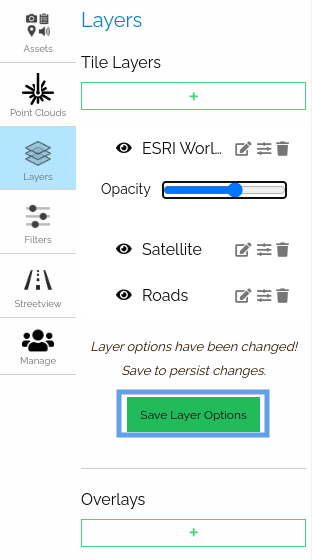 Layers
Assets
Tile Layers
Point Clouds
+
ESRI Worl...
Layers
Opacity
Filters
Satellite
Streetview
Roads
Manage
Layer options have been changed!
Save to persist changes.
Save Layer Options
Overlays
+